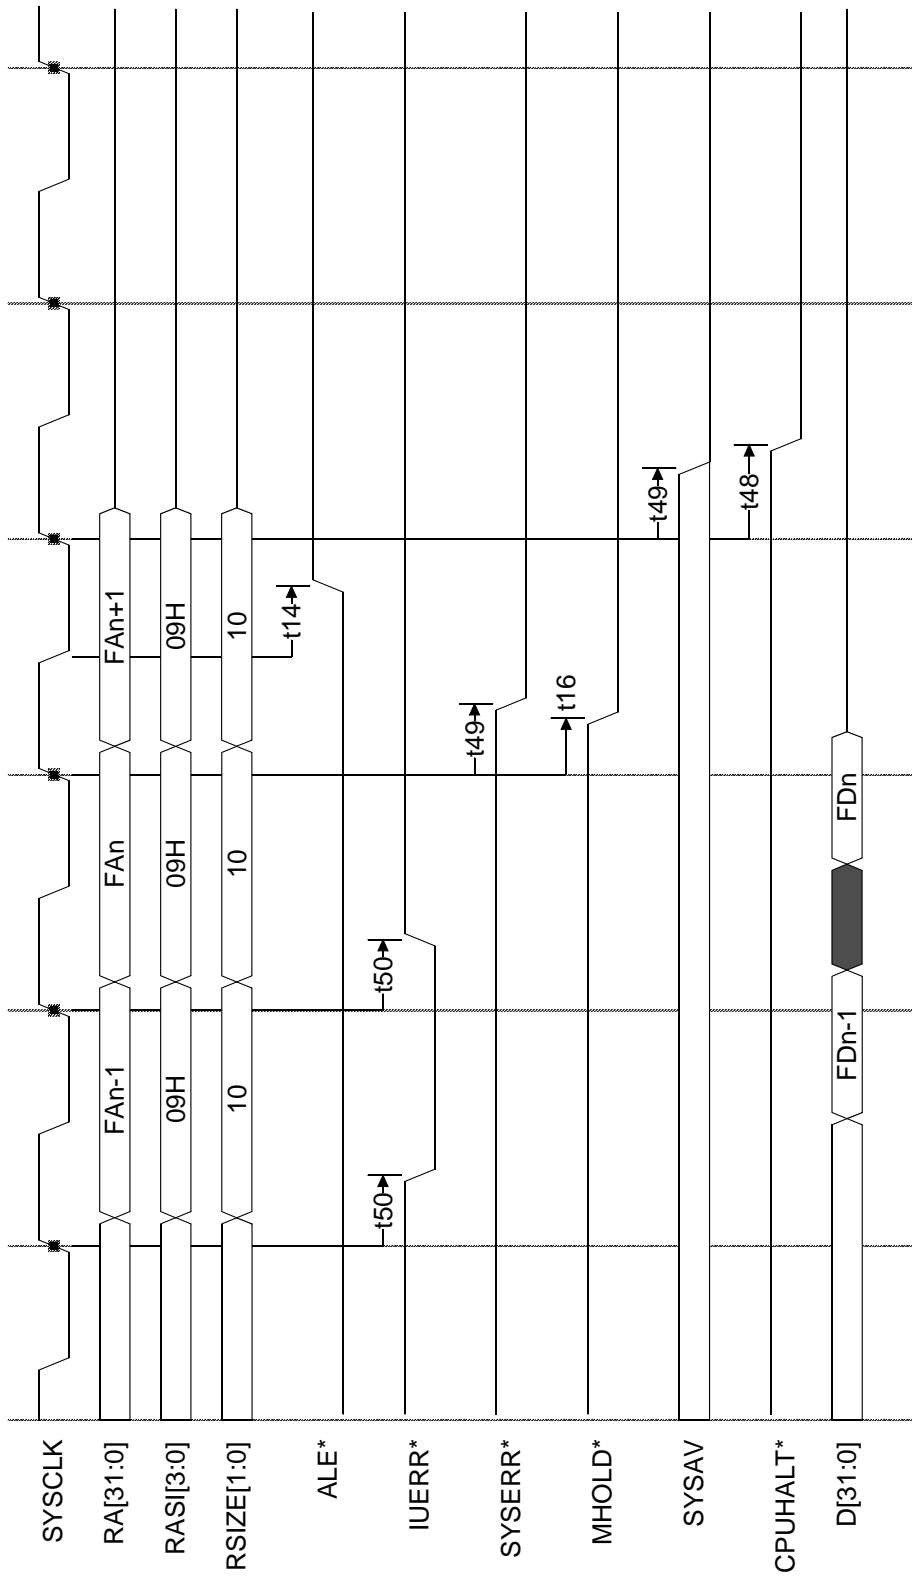 SYSCLK
RA[31:0] FAn-1 FAn FAn+1
RASI[3:0] 09H 09H 09H
RSIZE[1:0] 10 10 10
ALE* t14
IUERR* t50 t50
SYSERR* t49
MHOLD* t16
SYSAV t49
CPUHALT* t48
D[31:0] FDn-1 FDn